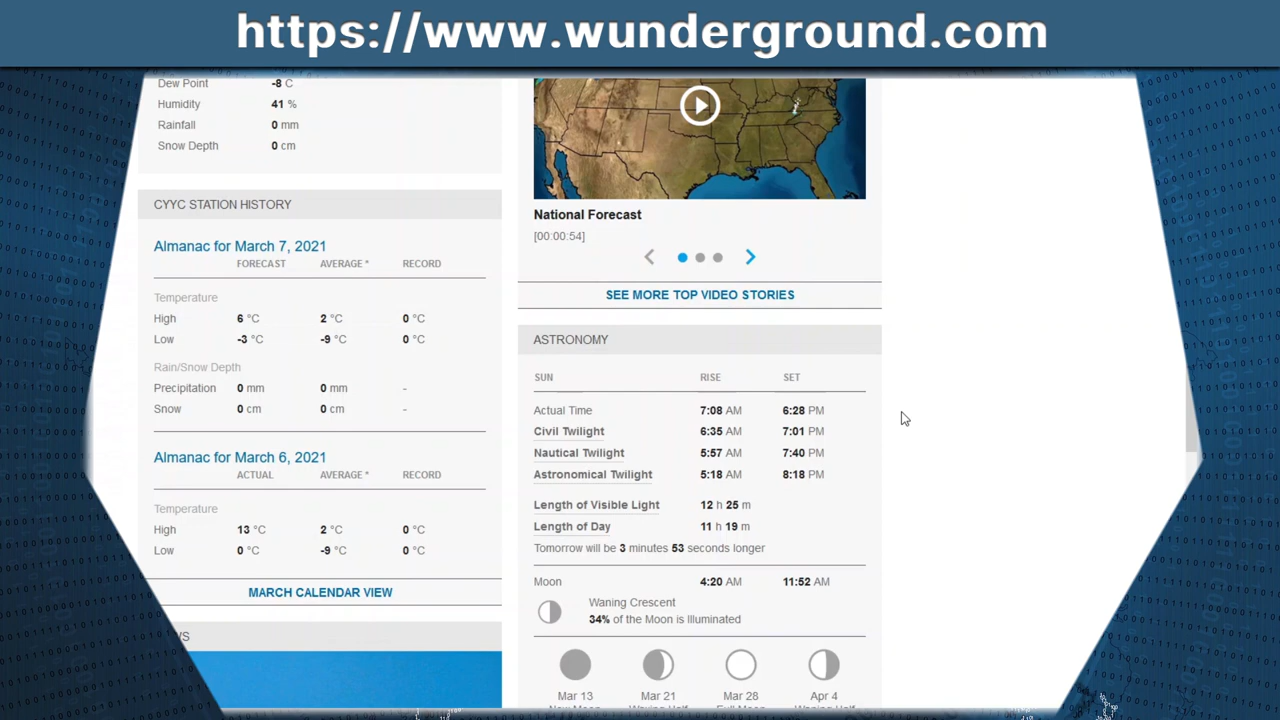 https://www.wunderground.com
Dew Point -8 °C
Humidity 41 %
Rainfall 0 mm
Snow Depth 0 cm
CYYC STATION HISTORY
Almanac for March 7, 2021
FORECAST AVERAGE * RECORD
Temperature
High 6 °C 2 °C 0 °C
Low -3 °C -9 °C 0 °C
Rain/Snow Depth
Precipitation 0 mm 0 mm -
Snow 0 cm 0 cm -
Almanac for March 6, 2021
ACTUAL AVERAGE * RECORD
Temperature
High 13 °C 2 °C 0 °C
Low 0 °C -9 °C 0 °C
MARCH CALENDAR VIEW
National Forecast
[00:00:54]
SEE MORE TOP VIDEO STORIES
ASTRONOMY
SUN RISE SET
Actual Time 7:08 AM 6:28 PM
Civil Twilight 6:35 AM 7:01 PM
Nautical Twilight 5:57 AM 7:40 PM
Astronomical Twilight 5:18 AM 8:18 PM
Length of Visible Light 12 h 25 m
Length of Day 11 h 19 m
Tomorrow will be 3 minutes 53 seconds longer
Moon 4:20 AM 11:52 AM
Waning Crescent
34% of the Moon is Illuminated
Mar 13 Mar 21 Mar 28 Apr 4